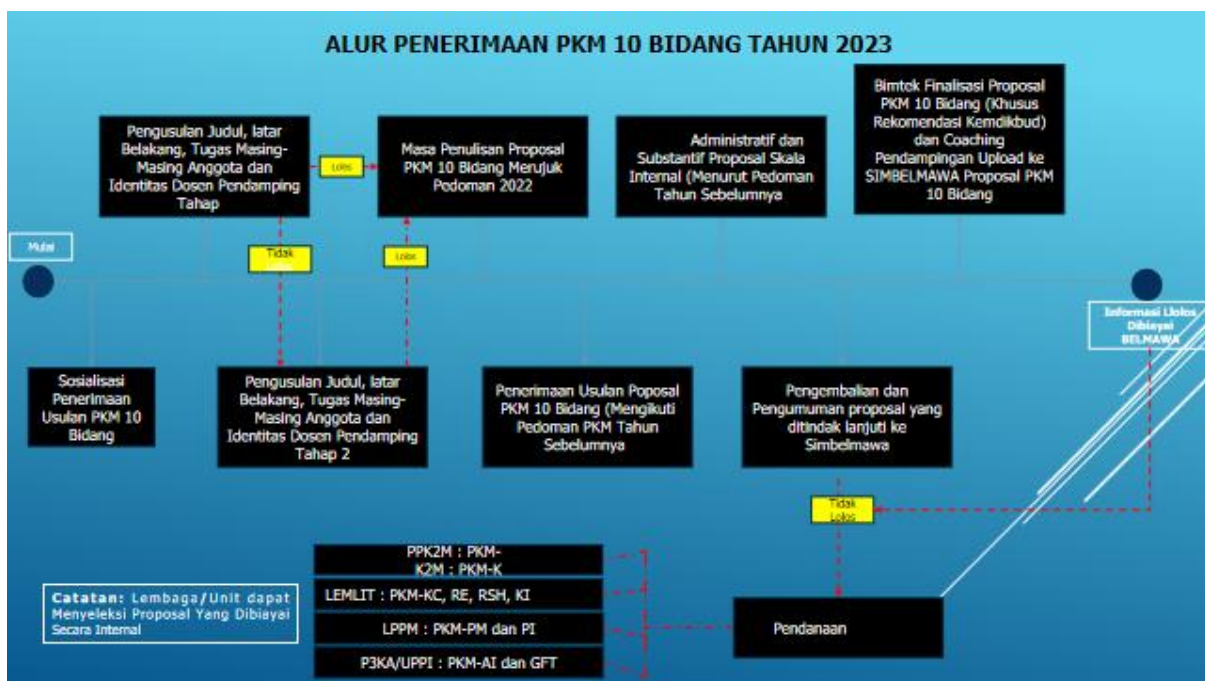 ALUR PENERIMAAN PKM 10 BIDANG TAHUN 2023
Pengusulan Judul, latar
Belakang, Tugas Masing-
Masing Anggota dan
Identitas Dosen Pendamping
Tahap
Lolos
Masa Penulisan Proposal
PKM 10 Bidang Merujuk
Pedoman 2022
Administratif dan
Substantif Proposal Skala
Internal (Menurut Pedoman
Tahun Sebelumnya
Bimtek Finalisasi Proposal
PKM 10 Bidang (Khusus
Rekomendasi Kemdikbud)
dan Coaching
Pendampingan Upload ke
SIMBELMAWA Proposal PKM
10 Bidang
Mulai
Tidak
Lolos
Informasi Llolos
Dibiayai
BELMAWA
Sosialisasi
Penerimaan
Usulan PKM 10
Bidang
Pengusulan Judul, latar
Belakang, Tugas Masing-
Masing Anggota dan
Identitas Dosen Pendamping
Tahap 2
Penerimaan Usulan Poposal
PKM 10 Bidang (Mengikuti
Pedoman PKM Tahun
Sebelumnya
Pengembalian dan
Pengumuman proposal yang
ditindak lanjuti ke
Simbelmawa
Tidak
Lolos
PPK2M : PKM-
K2M : PKM-K
LEMLIT : PKM-KC, RE, RSH, KI
LPPM : PKM-PM dan PI
P3KA/UPPI : PKM-AI dan GFT
Pendanaan
Catatan: Lembaga/Unit dapat
Menyeleksi Proposal Yang Dibiayai
Secara Internal